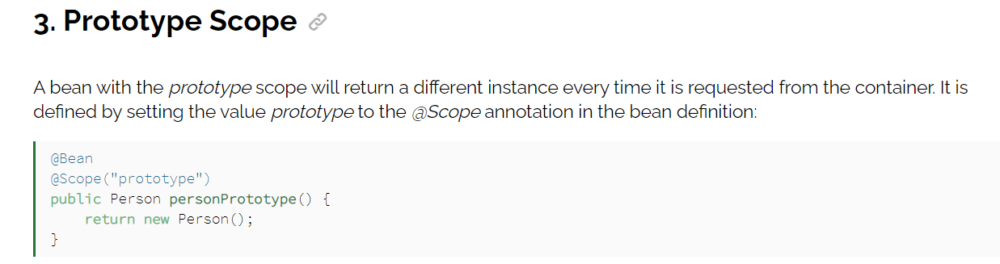 3. Prototype Scope
A bean with the prototype scope will return a different instance every time it is requested from the container. It is
defined by setting the value prototype to the @Scope annotation in the bean definition:
@Bean
@Scope("prototype")
public Person personPrototype() {
    return new Person();
}